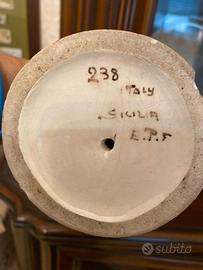 238
ITALY
.SICILIA
E.P.F
subito